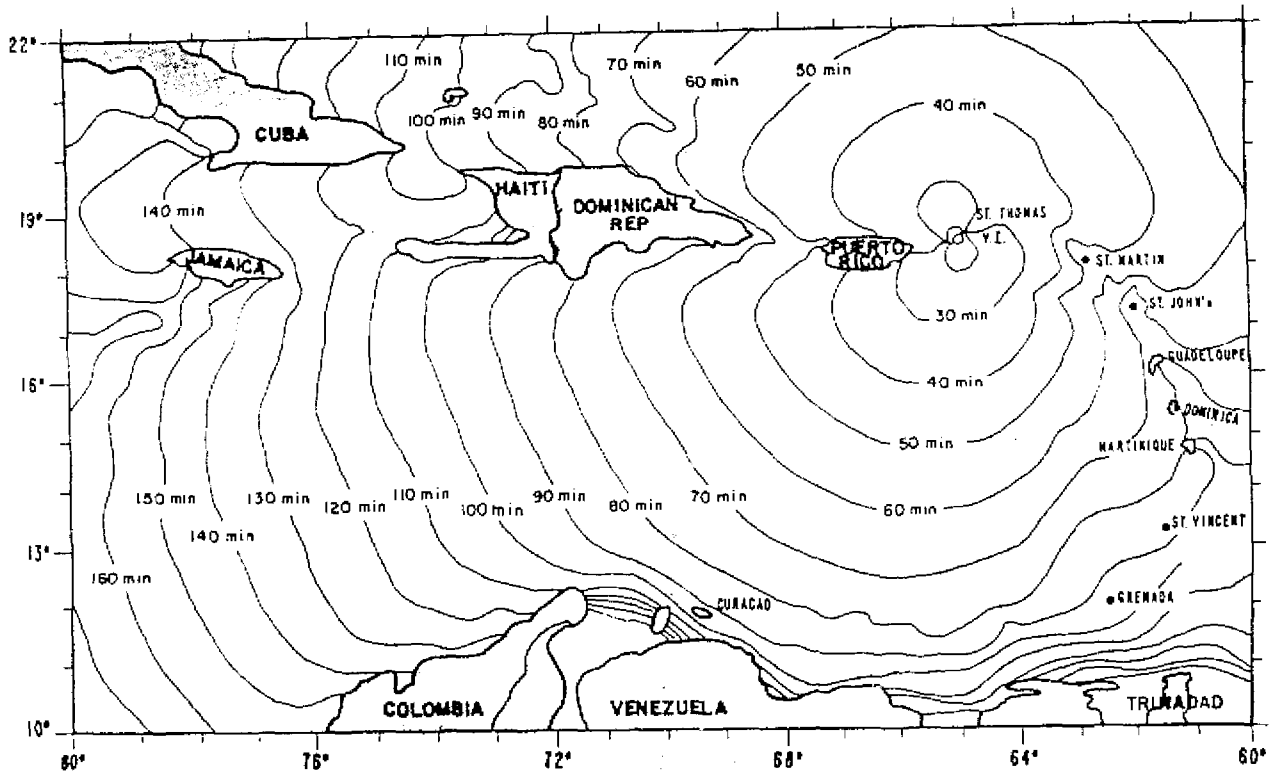 22°
110 min
70 min
60 min
50 min
40 min
100 min
90 min
80 min
CUBA
HAITI
DOMINICAN
REP
19°
140 min
ST. THOMAS
V.I.
JAMAICA
PUERTO
RICO
ST. MARTIN
30 min
ST. JOHN's
GUADELOUPE
16°
40 min
DOMINICA
50 min
MARTINIQUE
150 min
130 min
120 min
110 min
100 min
90 min
80 min
70 min
60 min
140 min
ST. VINCENT
13°
160 min
CURACAO
GRENADA
COLOMBIA
VENEZUELA
TRINADAD
10°
80°
76°
72°
68°
64°
60°